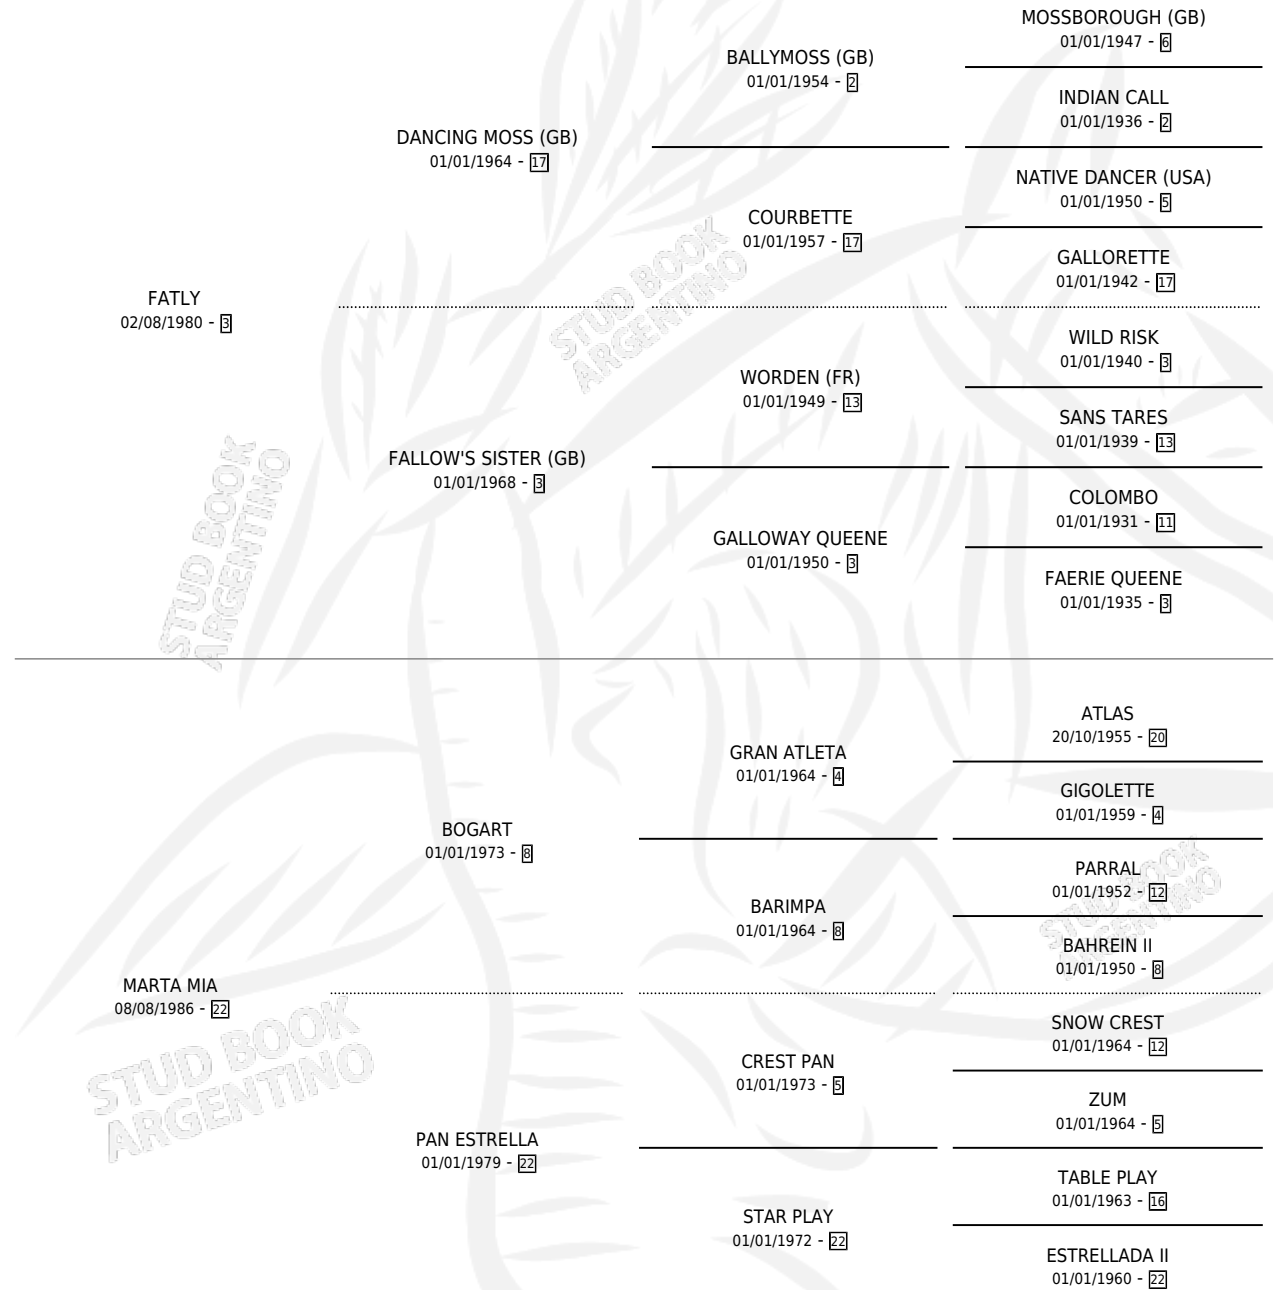 MOSSBOROUGH (GB)
01/01/1947 - 6
BALLYMOSS (GB)
01/01/1954 - 2
INDIAN CALL
01/01/1936 - 2
DANCING MOSS (GB)
01/01/1964 - 17
NATIVE DANCER (USA)
01/01/1950 - 5
COURBETTE
01/01/1957 - 17
GALLORETTE
01/01/1942 - 17
FATLY
02/08/1980 - 3
WILD RISK
01/01/1940 - 3
WORDEN (FR)
01/01/1949 - 13
SANS TARES
01/01/1939 - 13
FALLOW'S SISTER (GB)
01/01/1968 - 3
COLOMBO
01/01/1931 - 11
GALLOWAY QUEENE
01/01/1950 - 3
FAERIE QUEENE
01/01/1935 - 3
ATLAS
20/10/1955 - 20
GRAN ATLETA
01/01/1964 - 4
GIGOLETTE
01/01/1959 - 4
BOGART
01/01/1973 - 8
PARRAL
01/01/1952 - 12
BARIMPA
01/01/1964 - 8
BAHREIN II
01/01/1950 - 8
MARTA MIA
08/08/1986 - 22
SNOW CREST
01/01/1964 - 12
CREST PAN
01/01/1973 - 5
ZUM
01/01/1964 - 5
PAN ESTRELLA
01/01/1979 - 22
TABLE PLAY
01/01/1963 - 16
STAR PLAY
01/01/1972 - 22
ESTRELLADA II
01/01/1960 - 22
STUD BOOK
ARGENTINO
STUD BOOK
ARGENTINO
STUD BOOK
ARGENTINO
STUD BOOK
ARGENTINO